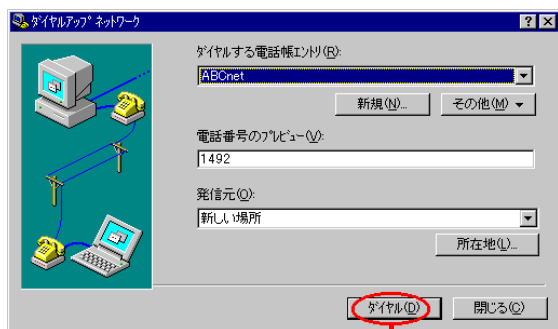 ﾀﾞｲﾔﾙｱｯﾌﾟ ﾈｯﾄﾜｰｸ
ﾀﾞｲﾔﾙする電話帳ｴﾝﾄﾘ(R):
ABCnet
新規(N)...
その他(M)
電話番号のﾌﾟﾚﾋﾞｭｰ(V):
1492
発信元(O):
新しい場所
所在地(L)...
ﾀﾞｲﾔﾙ(D)
閉じる(C)